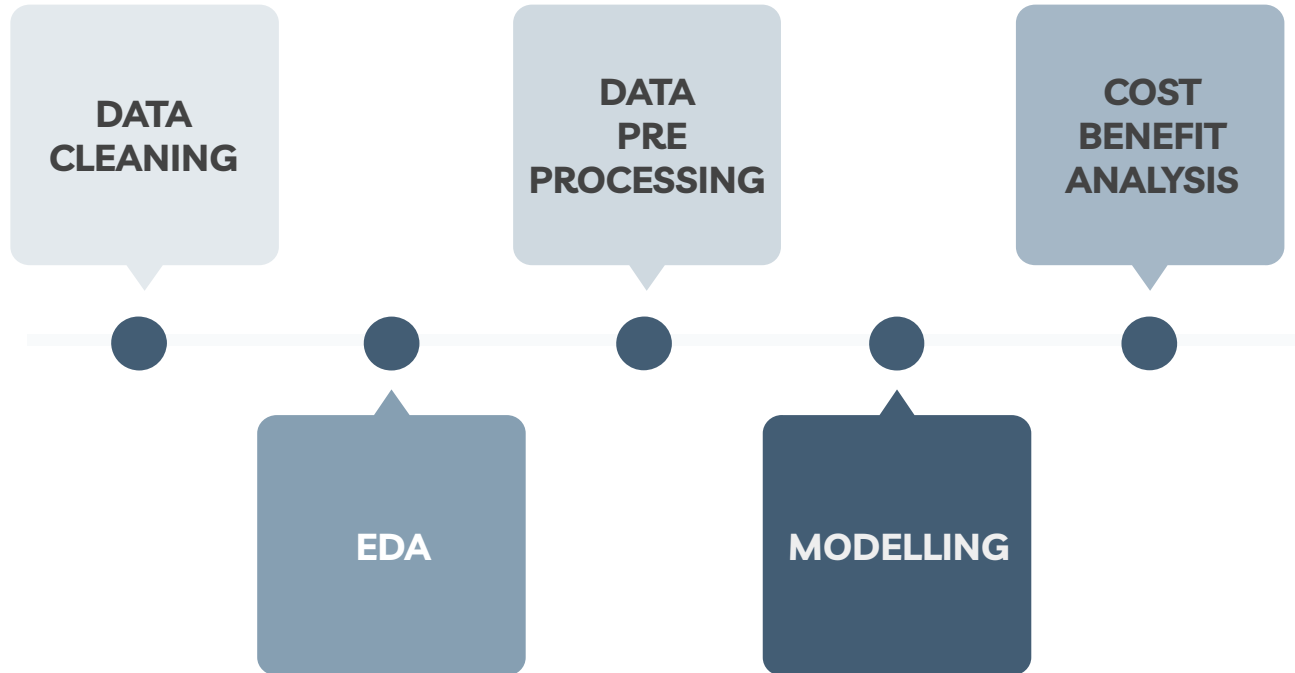 DATA
CLEANING
EDA
DATA
PRE
PROCESSING
MODELLING
COST
BENEFIT
ANALYSIS